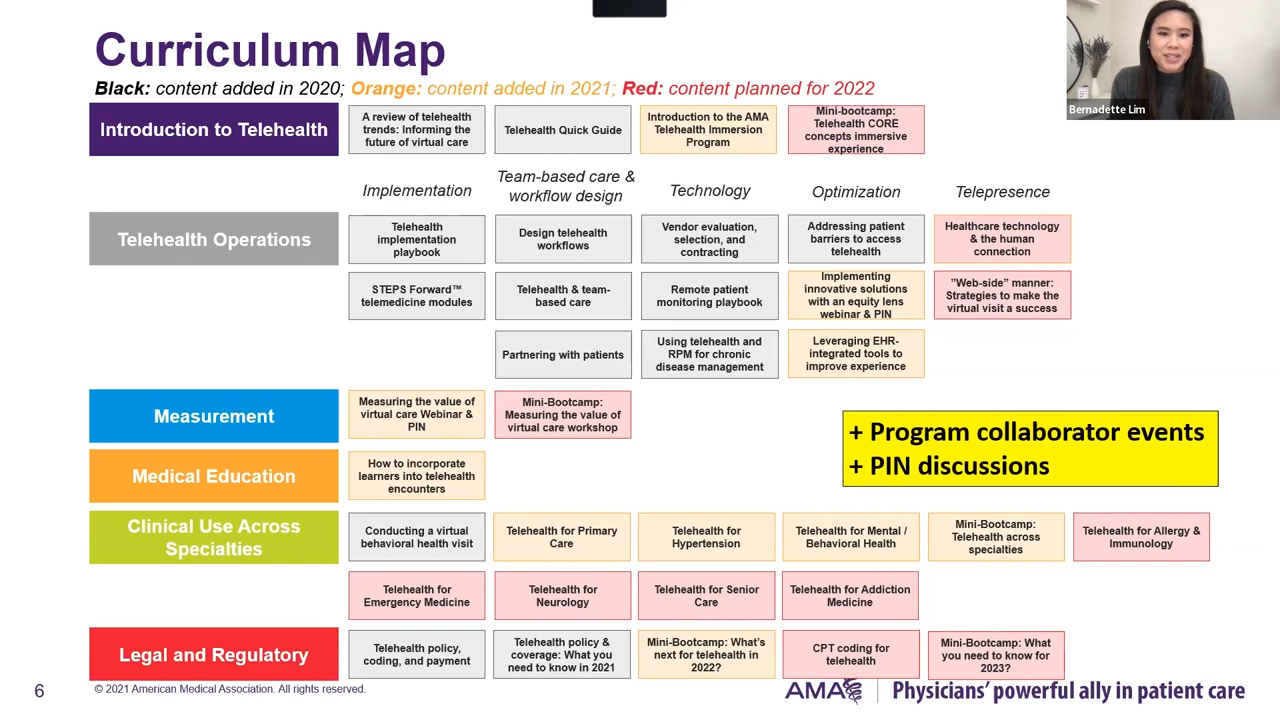 Curriculum Map
Black: content added in 2020; Orange: content added in 2021; Red: content planned for 2022
Bernadette Lim
Introduction to Telehealth
A review of telehealth
trends: Informing the
future of virtual care
Telehealth Quick Guide
Introduction to the AMA
Telehealth Immersion
Program
Mini-bootcamp:
Telehealth CORE
concepts immersive
experience
Implementation
Team-based care &
workflow design
Technology
Optimization
Telepresence
Telehealth Operations
Telehealth
implementation
playbook
Design telehealth
workflows
Vendor evaluation,
selection, and
contracting
Addressing patient
barriers to access
telehealth
Healthcare technology
& the human
connection
STEPS Forward™
telemedicine modules
Telehealth & team-
based care
Remote patient
monitoring playbook
Implementing
innovative solutions
with an equity lens
webinar & PIN
”Web-side” manner:
Strategies to make the
virtual visit a success
Partnering with patients
Using telehealth and
RPM for chronic
disease management
Leveraging EHR-
integrated tools to
improve experience
Measurement
Measuring the value of
virtual care Webinar &
PIN
Mini-Bootcamp:
Measuring the value of
virtual care workshop
+ Program collaborator events
+ PIN discussions
Medical Education
How to incorporate
learners into telehealth
encounters
Clinical Use Across
Specialties
Conducting a virtual
behavioral health visit
Telehealth for Primary
Care
Telehealth for
Hypertension
Telehealth for Mental /
Behavioral Health
Mini-Bootcamp:
Telehealth across
specialties
Telehealth for Allergy &
Immunology
Telehealth for
Emergency Medicine
Telehealth for
Neurology
Telehealth for Senior
Care
Telehealth for Addiction
Medicine
Legal and Regulatory
Telehealth policy,
coding, and payment
Telehealth policy &
coverage: What you
need to know in 2021
Mini-Bootcamp: What’s
next for telehealth in
2022?
CPT coding for
telehealth
Mini-Bootcamp: What
you need to know for
2023?
6
© 2021 American Medical Association. All rights reserved.
AMA
Physicians’ powerful ally in patient care